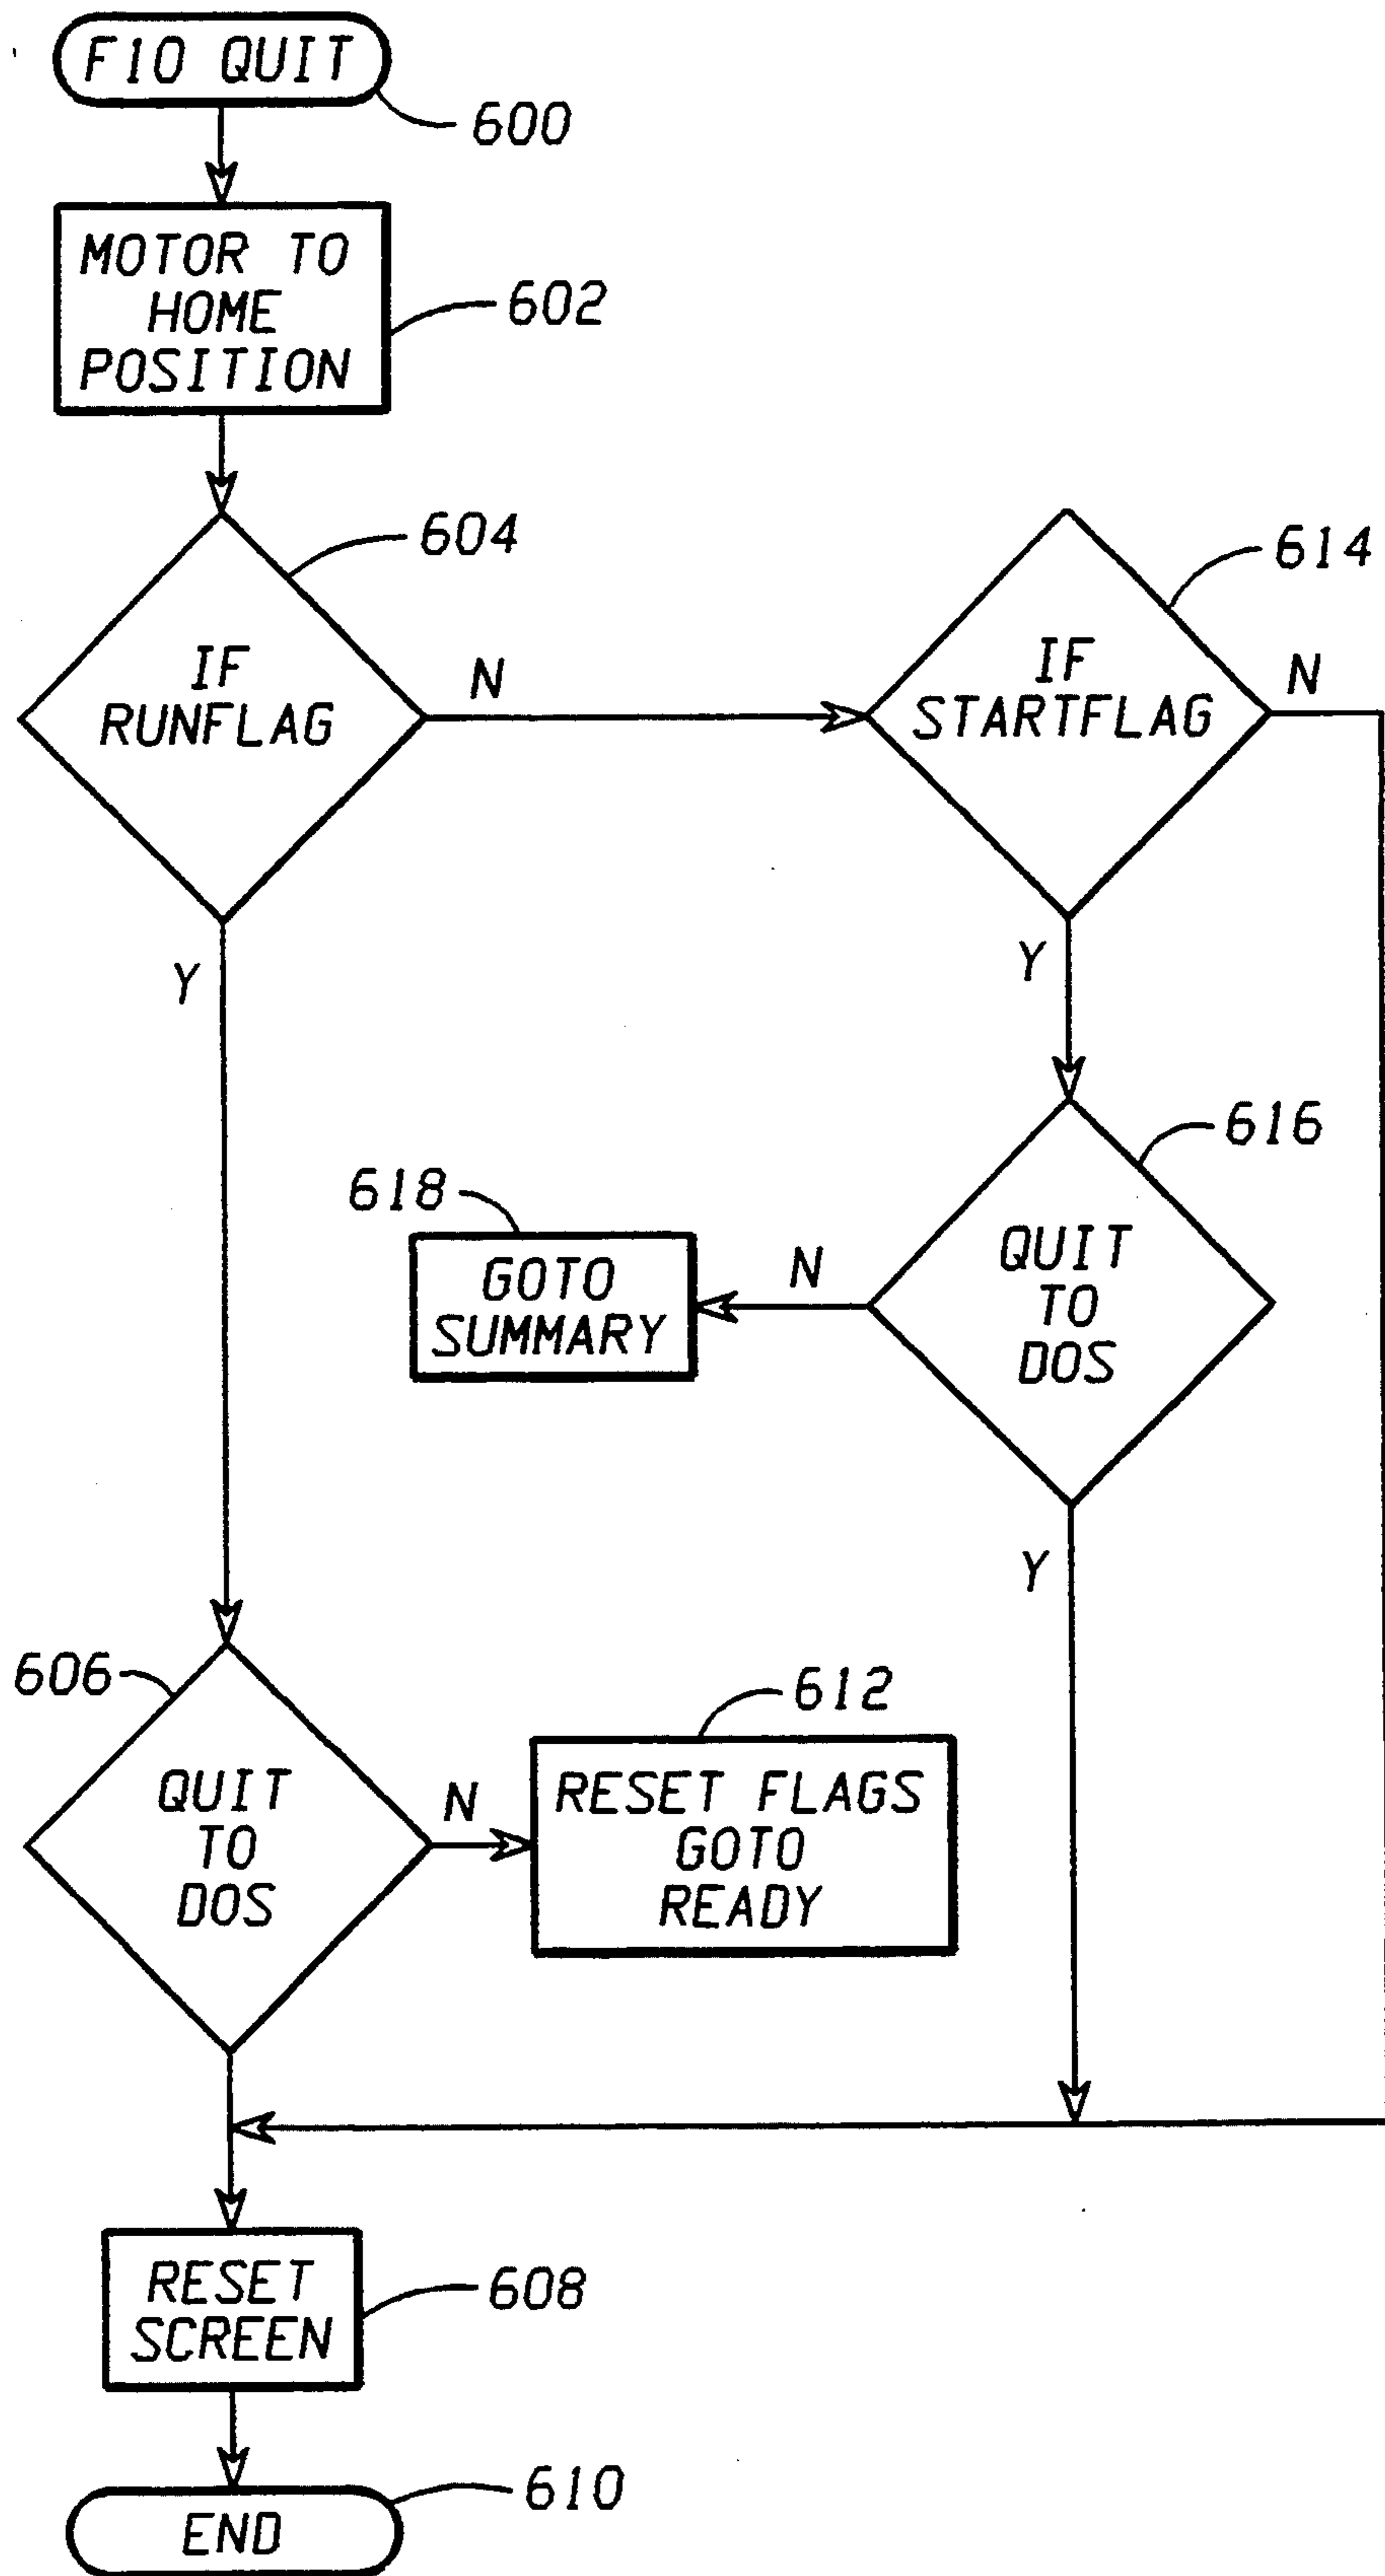 F10 QUIT
600
MOTOR TO
HOME
POSITION
602
604
IF
RUNFLAG
N
Y
614
IF
STARTFLAG
N
Y
616
QUIT
TO
DOS
N
Y
618
GOTO
SUMMARY
606
QUIT
TO
DOS
N
612
RESET FLAGS
GOTO
READY
RESET
SCREEN
608
END
610